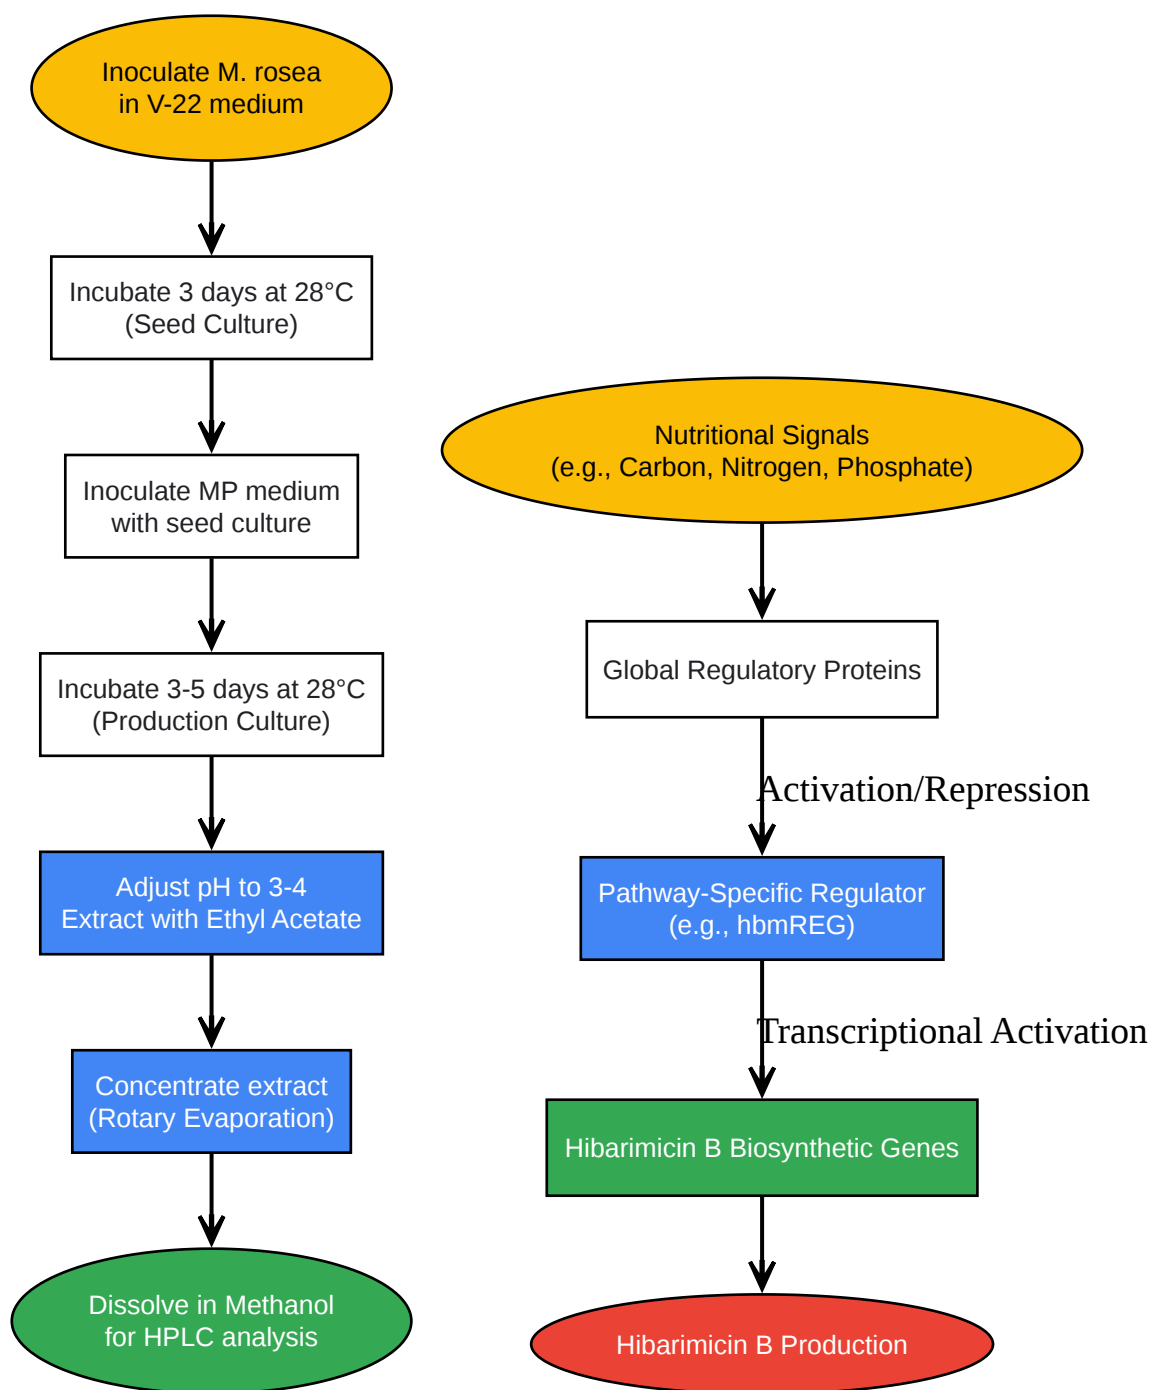 Inoculate M. rosea
in V-22 medium
Incubate 3 days at 28°C
(Seed Culture)
Inoculate MP medium
with seed culture
Incubate 3-5 days at 28°C
(Production Culture)
Adjust pH to 3-4
Extract with Ethyl Acetate
Concentrate extract
(Rotary Evaporation)
Dissolve in Methanol
for HPLC analysis
Nutritional Signals
(e.g., Carbon, Nitrogen, Phosphate)
Global Regulatory Proteins
Activation/Repression
Pathway-Specific Regulator
(e.g., hbmREG)
Transcriptional Activation
Hibarimicin B Biosynthetic Genes
Hibarimicin B Production